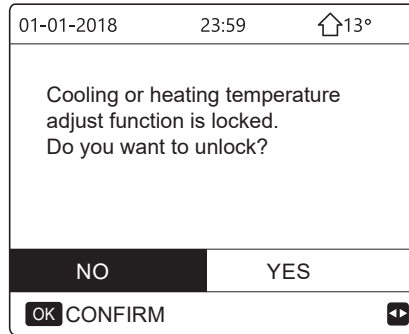 01-01-2018 23:59 13°
Cooling or heating temperature
adjust function is locked.
Do you want to unlock?
NO YES
OK CONFIRM